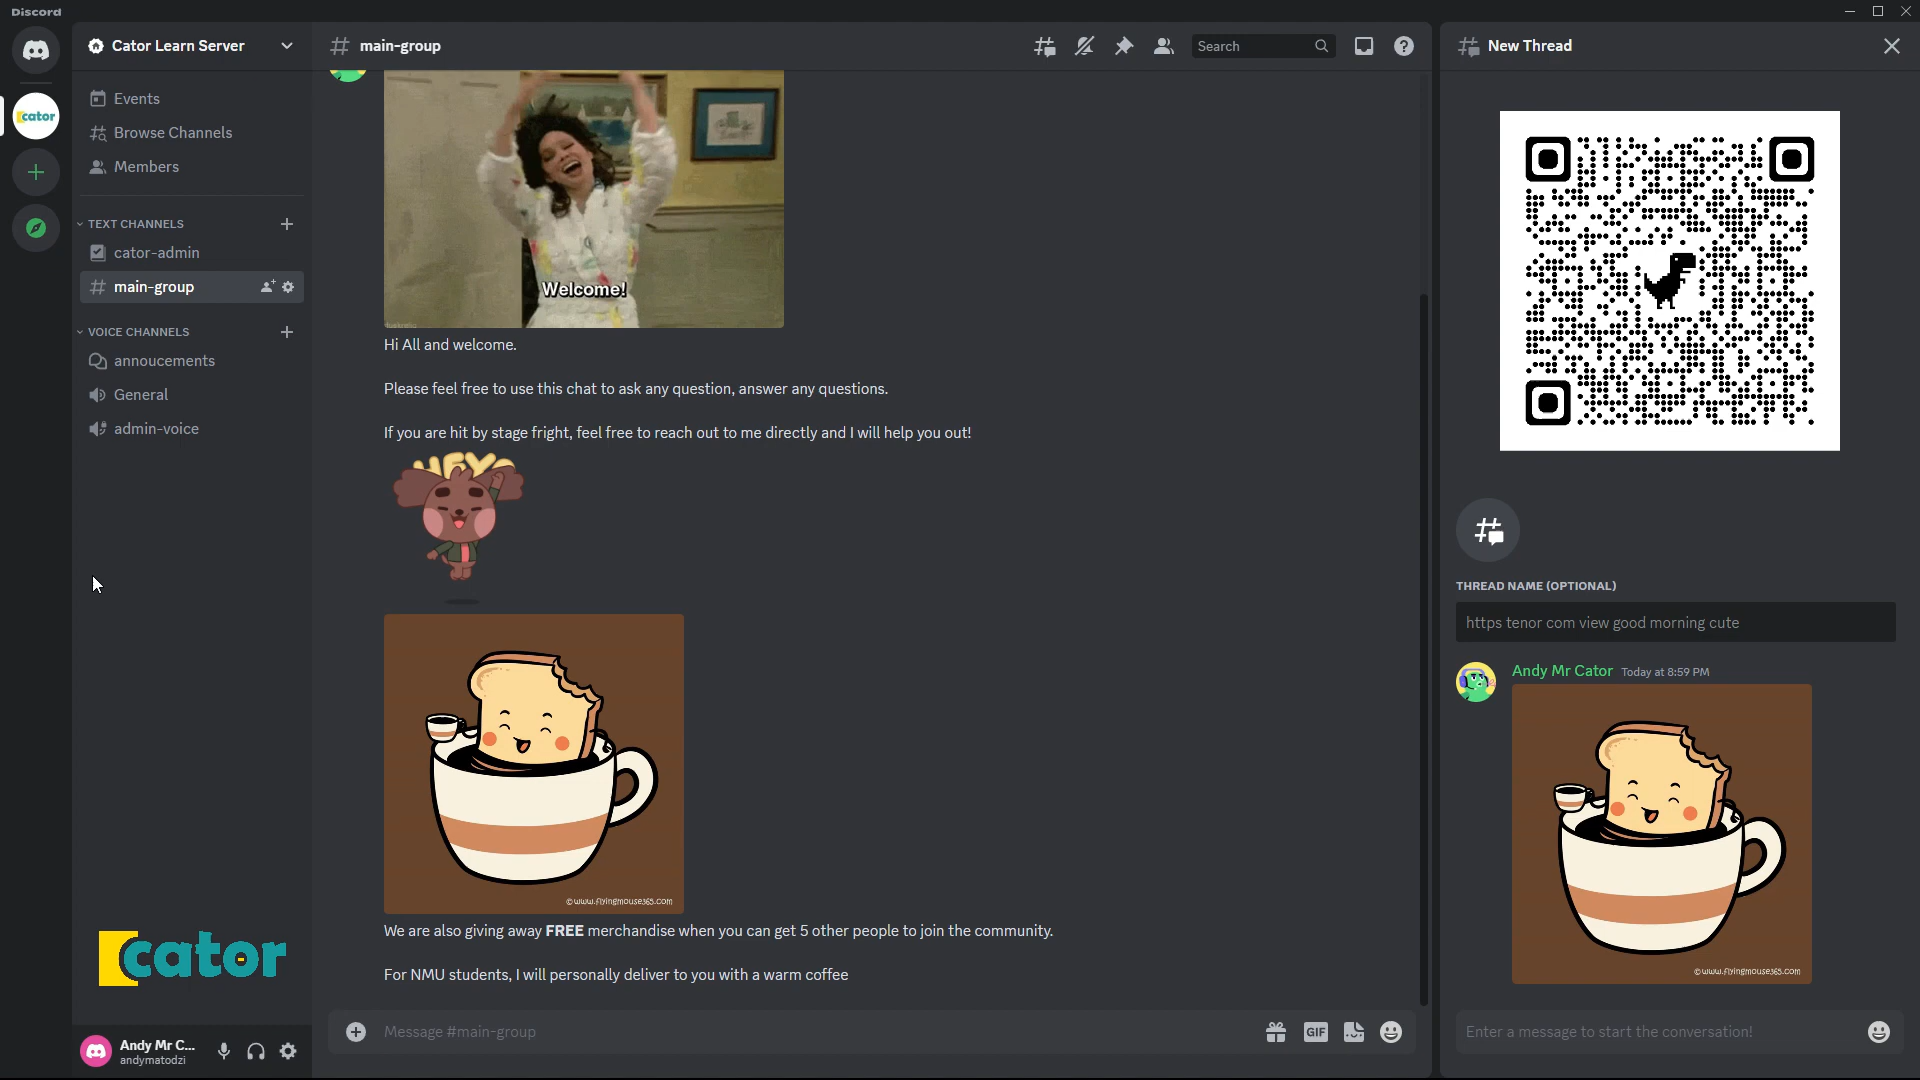 Discord
Cator Learn Server
Events
Browse Channels
Members
TEXT CHANNELS
cator-admin
main-group
VOICE CHANNELS
annoucements
General
admin-voice
cator
Andy Mr C...
andymatodzi
cator
main-group
Search
Welcome!
Hi All and welcome.
Please feel free to use this chat to ask any question, answer any questions.
If you are hit by stage fright, feel free to reach out to me directly and I will help you out!
HEY
©www.flyingmouse365.com
We are also giving away FREE merchandise when you can get 5 other people to join the community.
For NMU students, I will personally deliver to you with a warm coffee
Message #main-group
GIF
New Thread
THREAD NAME (OPTIONAL)
https tenor com view good morning cute
Andy Mr Cator Today at 8:59 PM
©www.flyingmouse365.com
Enter a message to start the conversation!